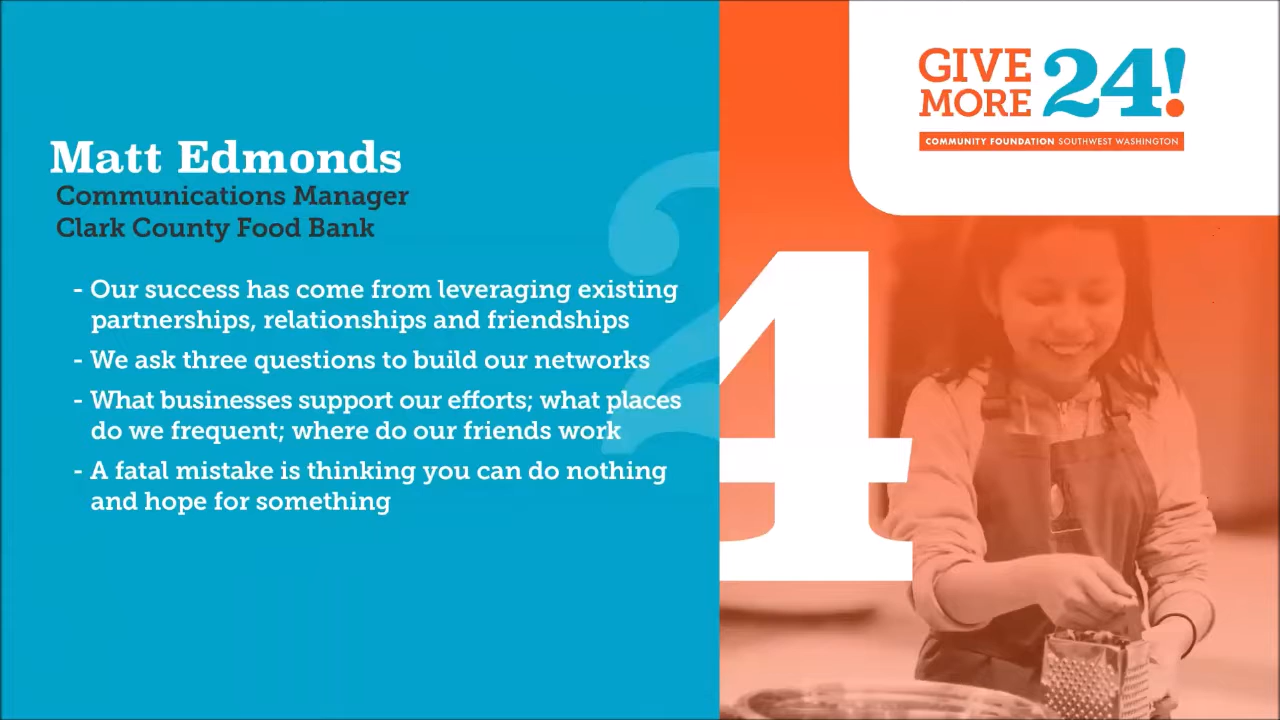 GIVE
MORE 24!
COMMUNITY FOUNDATION SOUTHWEST WASHINGTON
Matt Edmonds
Communications Manager
Clark County Food Bank
- Our success has come from leveraging existing
partnerships, relationships and friendships
- We ask three questions to build our networks
- What businesses support our efforts; what places
do we frequent; where do our friends work
- A fatal mistake is thinking you can do nothing
and hope for something
24